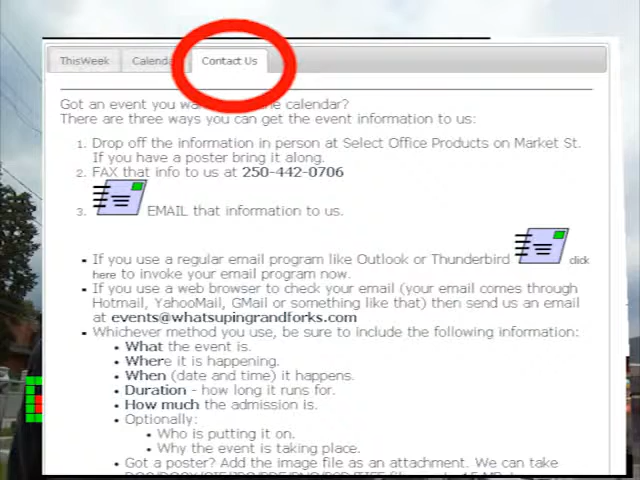 ThisWeek Calenda Contact Us
Got an event you wa the calendar?
There are three ways you can get the event information to us:
1. Drop off the information in person at Select Office Products on Market St.
If you have a poster bring it along.
2. FAX that info to us at 250-442-0706
3. EMAIL that information to us.
If you use a regular email program like Outlook or Thunderbird click
here to invoke your email program now.
If you use a web browser to check your email (your email comes through
Hotmail, YahooMail, GMail or something like that) then send us an email
at events@whatsupingrandforks.com
Whichever method you use, be sure to include the following information:
What the event is.
Where it is happening.
When (date and time) it happens.
Duration - how long it runs for.
How much the admission is.
Optionally:
Who is putting it on.
Why the event is taking place.
Got a poster? Add the image file as an attachment. We can take